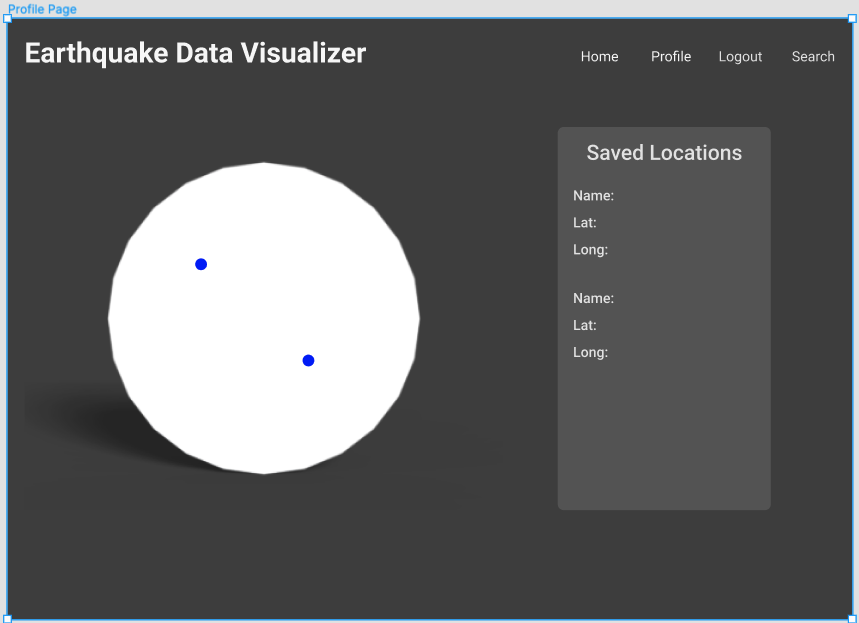 Profile Page
Earthquake Data Visualizer
Home Profile Logout Search
Saved Locations
Name:
Lat:
Long:
Name:
Lat:
Long: